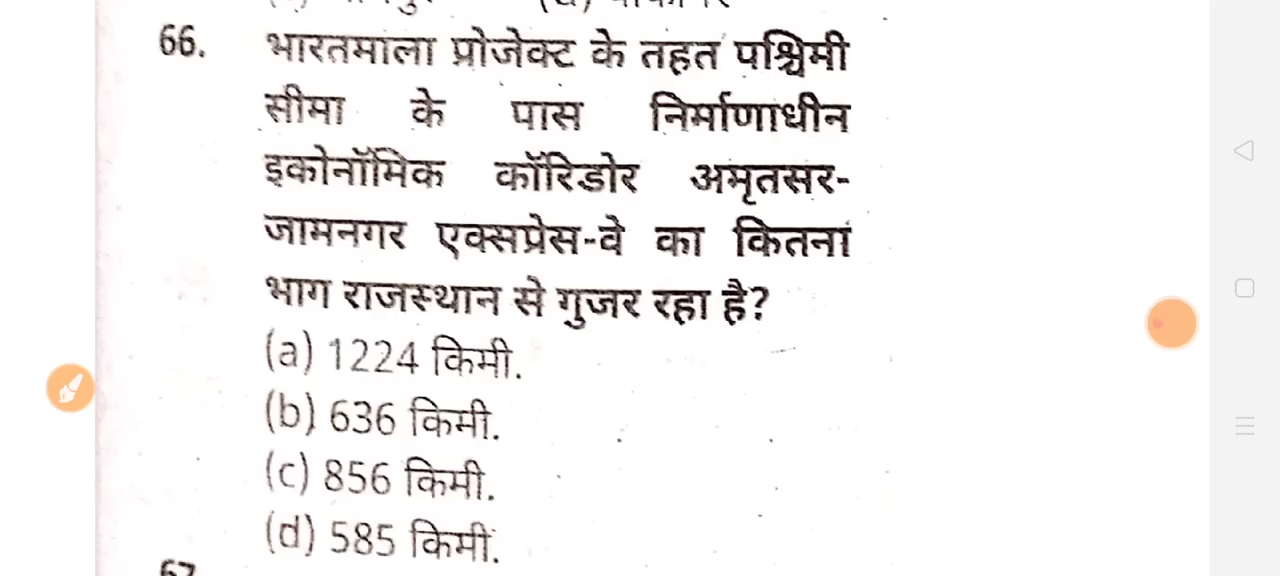 66. भारतमाला प्रोजेक्ट के तहत पश्चिमी
सीमा के पास निर्माणाधीन
इकोनॉमिक कॉरिडोर अमृतसर-
जामनगर एक्सप्रेस-वे का कितना
भाग राजस्थान से गुजर रहा है?
(a) 1224 किमी.
(b) 636 किमी.
(c) 856 किमी.
(d) 585 किमी.